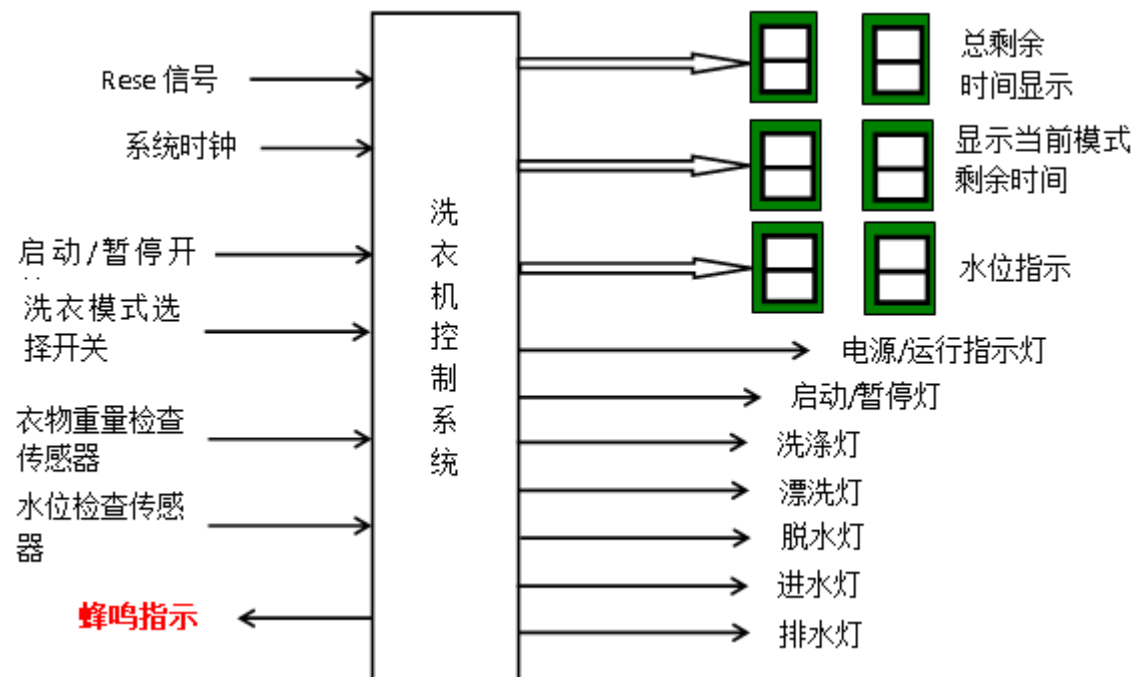 Rese 信号
系统时钟
启动/暂停开
洗衣模式选
择开关
衣物重量检查
传感器
水位检查传感
器
蜂鸣指示
洗
衣
机
控
制
系
统
总剩余
时间显示
显示当前模式
剩余时间
水位指示
电源/运行指示灯
启动/暂停灯
洗涤灯
漂洗灯
脱水灯
进水灯
排水灯